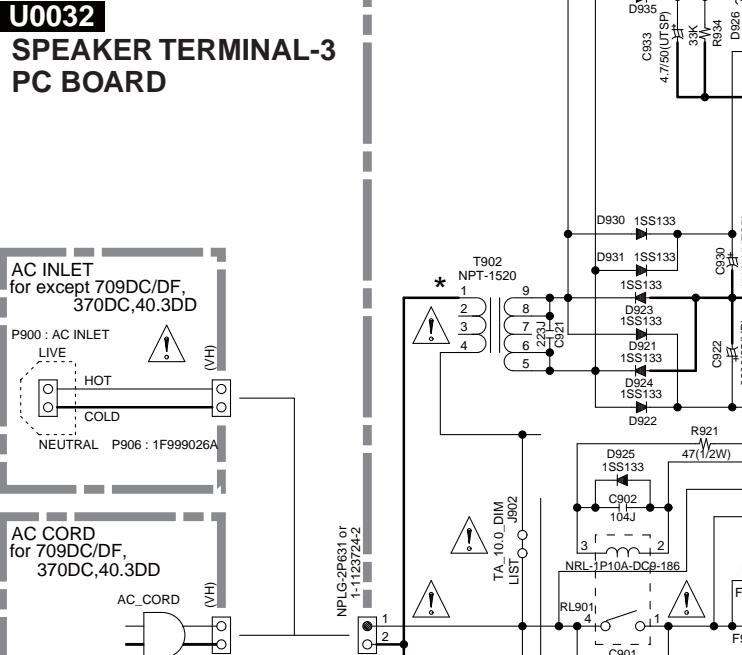 U0032
SPEAKER TERMINAL-3
PC BOARD
AC INLET
for except 709DC/DF,
370DC,40.3DD
P900 : AC INLET
LIVE
(VH)
HOT
COLD
NEUTRAL P906 : 1F999026A
AC CORD
for 709DC/DF,
370DC,40.3DD
AC_CORD
(VH)
NPLG-2P631 or
1-1123724-2
1
2
*
T902
NPT-1520
1
2
3
4
9
8
7
6
5
223J
C921
D935
C933
4.7/50(UTSP)
33K
R934
D926
D930 1SS133
D931 1SS133
1SS133
D923
1SS133
D921
1SS133
D924
1SS133
D922
C930
C922
R921
47(1/2W)
D925
1SS133
C902
104J
3
2
NRL-1P10A-DC9-186
RL901
4
1
C901
TA_10.0_DIM
J902
LIST